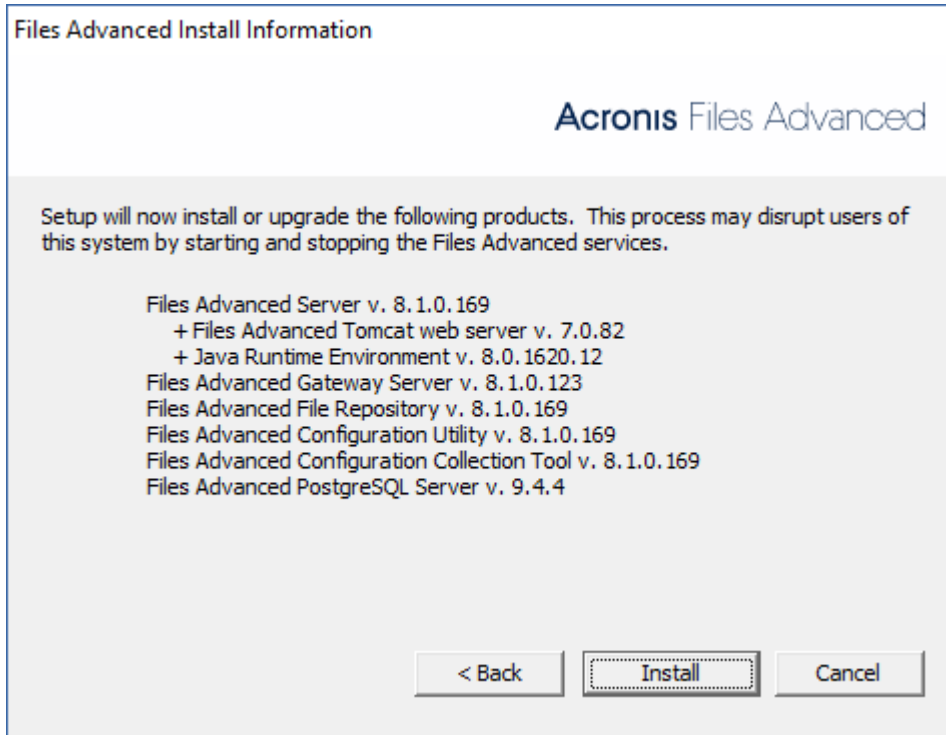 Files Advanced Install Information
Acronis Files Advanced
Setup will now install or upgrade the following products.  This process may disrupt users of
this system by starting and stopping the Files Advanced services.
Files Advanced Server v. 8.1.0.169
+ Files Advanced Tomcat web server v. 7.0.82
+ Java Runtime Environment v. 8.0.1620.12
Files Advanced Gateway Server v. 8.1.0.123
Files Advanced File Repository v. 8.1.0.169
Files Advanced Configuration Utility v. 8.1.0.169
Files Advanced Configuration Collection Tool v. 8.1.0.169
Files Advanced PostgreSQL Server v. 9.4.4
< Back Install Cancel